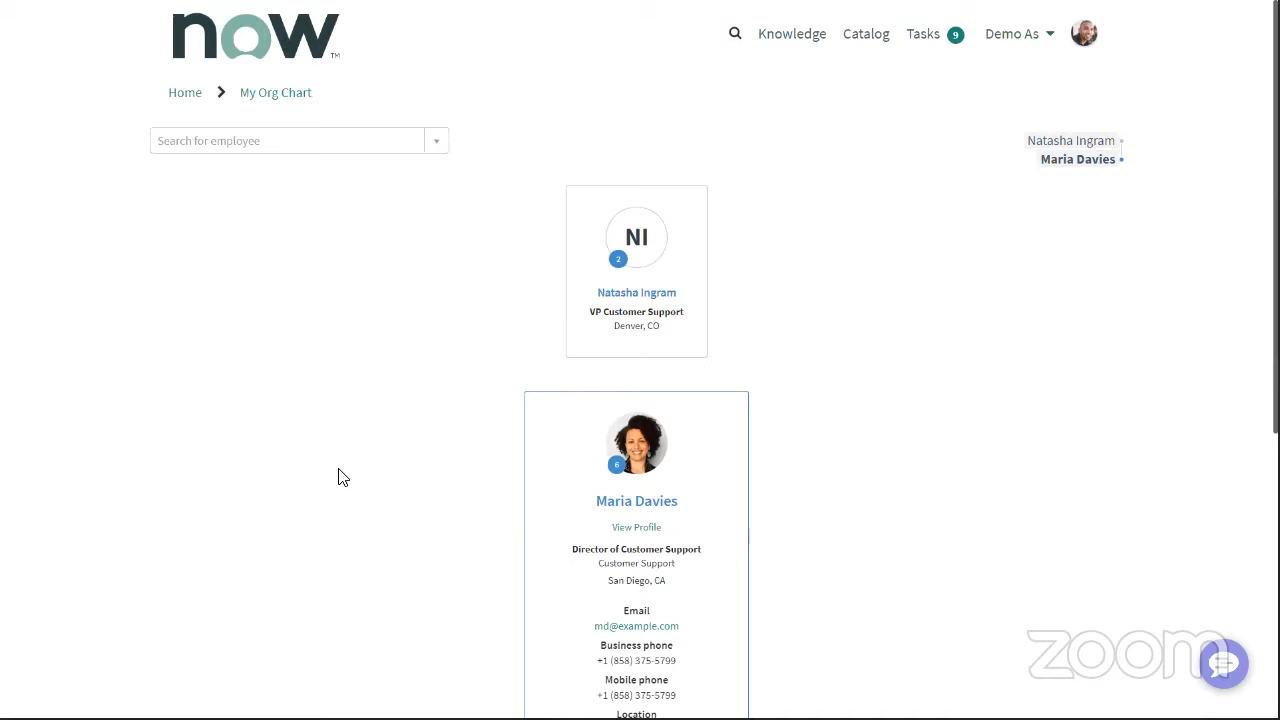 now™
Knowledge
Catalog
Tasks 9
Demo As
Home > My Org Chart
Search for employee
Natasha Ingram
Maria Davies
NI
2
Natasha Ingram
VP Customer Support
Denver, CO
6
Maria Davies
View Profile
Director of Customer Support
Customer Support
San Diego, CA
Email
md@example.com
Business phone
+1 (858) 375-5799
Mobile phone
+1 (858) 375-5799
Location
zoom